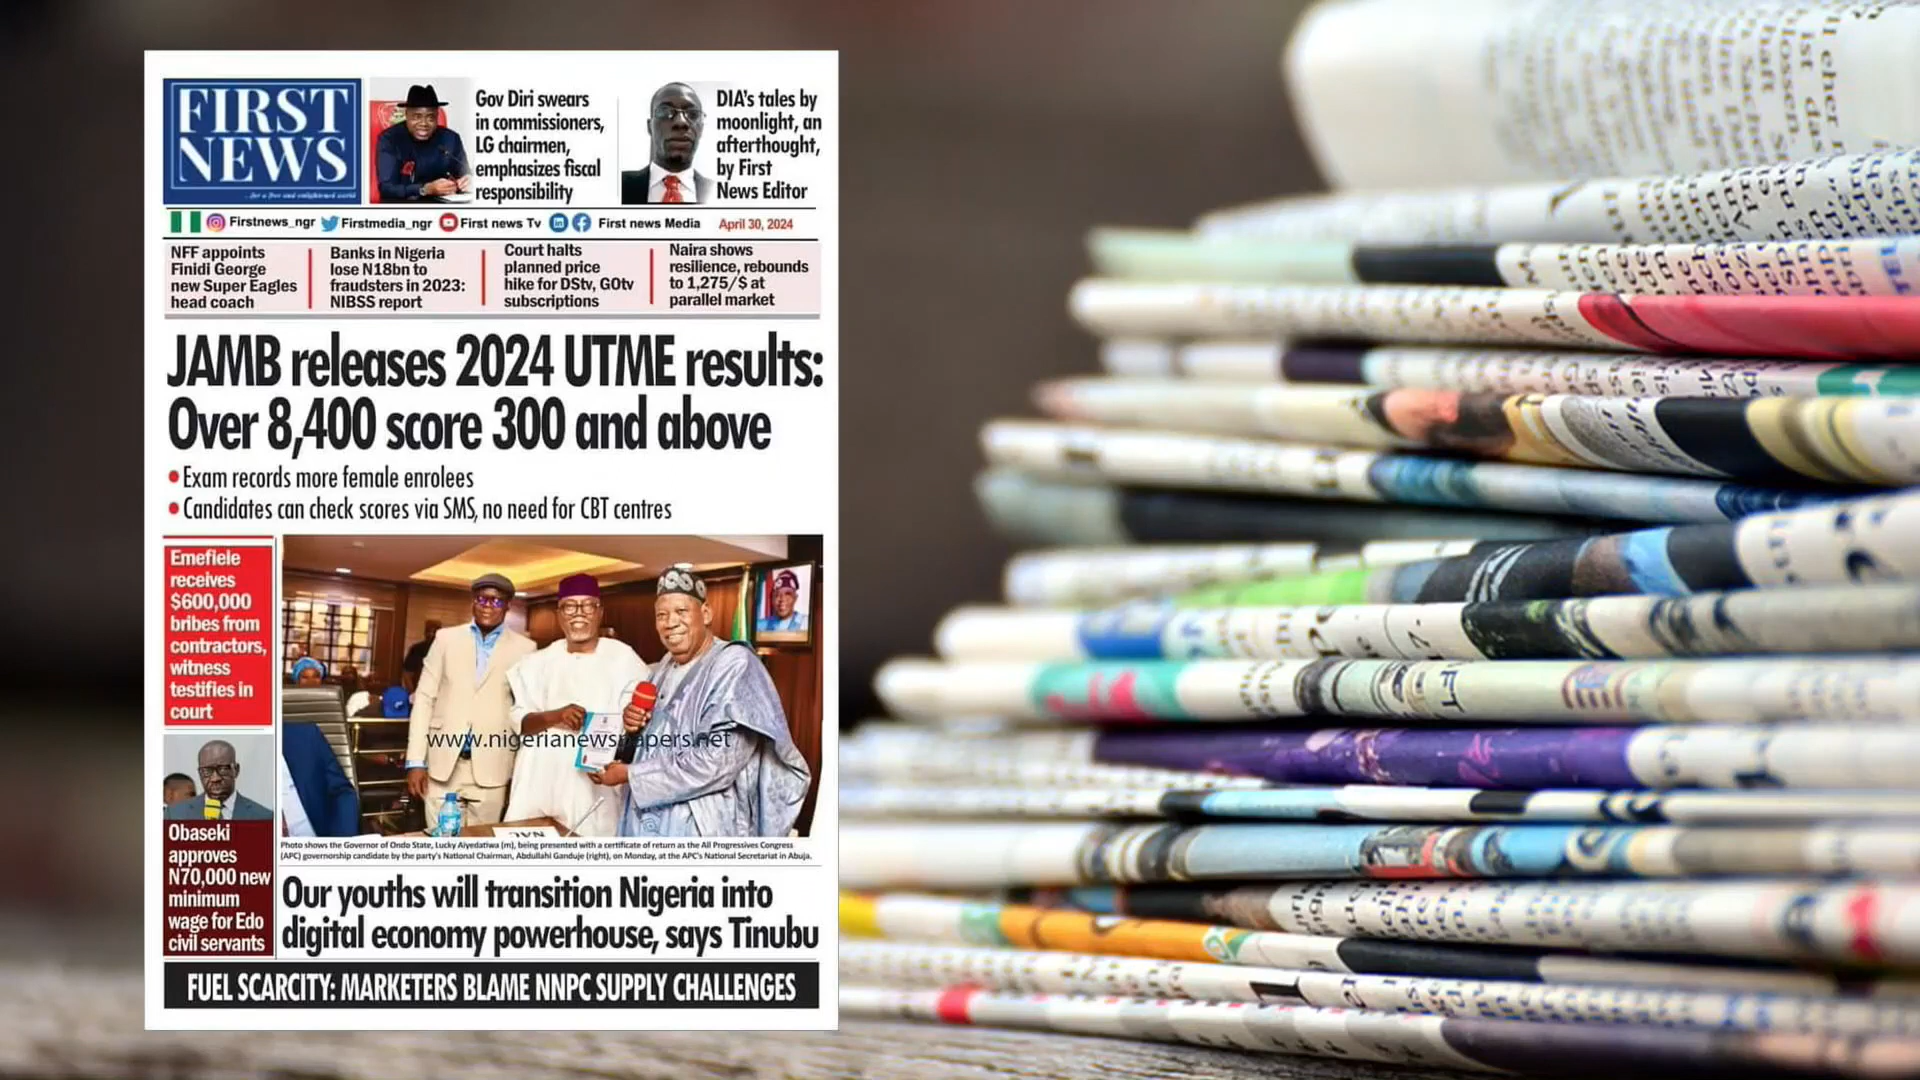 FIRST
NEWS
...for a free and enlightened world
Gov Diri swears
in commissioners,
LG chairmen,
emphasizes fiscal
responsibility
DIA's tales by
moonlight, an
afterthought,
by First
News Editor
Firstnews_ngr
Firstmedia_ngr
First news Tv
First news Media
April 30, 2024
NFF appoints
Finidi George
new Super Eagles
head coach
Banks in Nigeria
lose N18bn to
fraudsters in 2023:
NIBSS report
Court halts
planned price
hike for DStv, GOtv
subscriptions
Naira shows
resilience, rebounds
to 1,275/$ at
parallel market
JAMB releases 2024 UTME results:
Over 8,400 score 300 and above
• Exam records more female enrolees
• Candidates can check scores via SMS, no need for CBT centres
Emefiele
receives
$600,000
bribes from
contractors,
witness
testifies in
court
www.nigerianewspapers.net
NAC
Photo shows the Governor of Ondo State, Lucky Aiyedatiwa (m), being presented with a certificate of return as the All Progressives Congress
(APC) governorship candidate by the party's National Chairman, Abdullahi Ganduje (right), on Monday, at the APC's National Secretariat in Abuja.
Obaseki
approves
N70,000 new
minimum
wage for Edo
civil servants
Our youths will transition Nigeria into
digital economy powerhouse, says Tinubu
FUEL SCARCITY: MARKETERS BLAME NNPC SUPPLY CHALLENGES